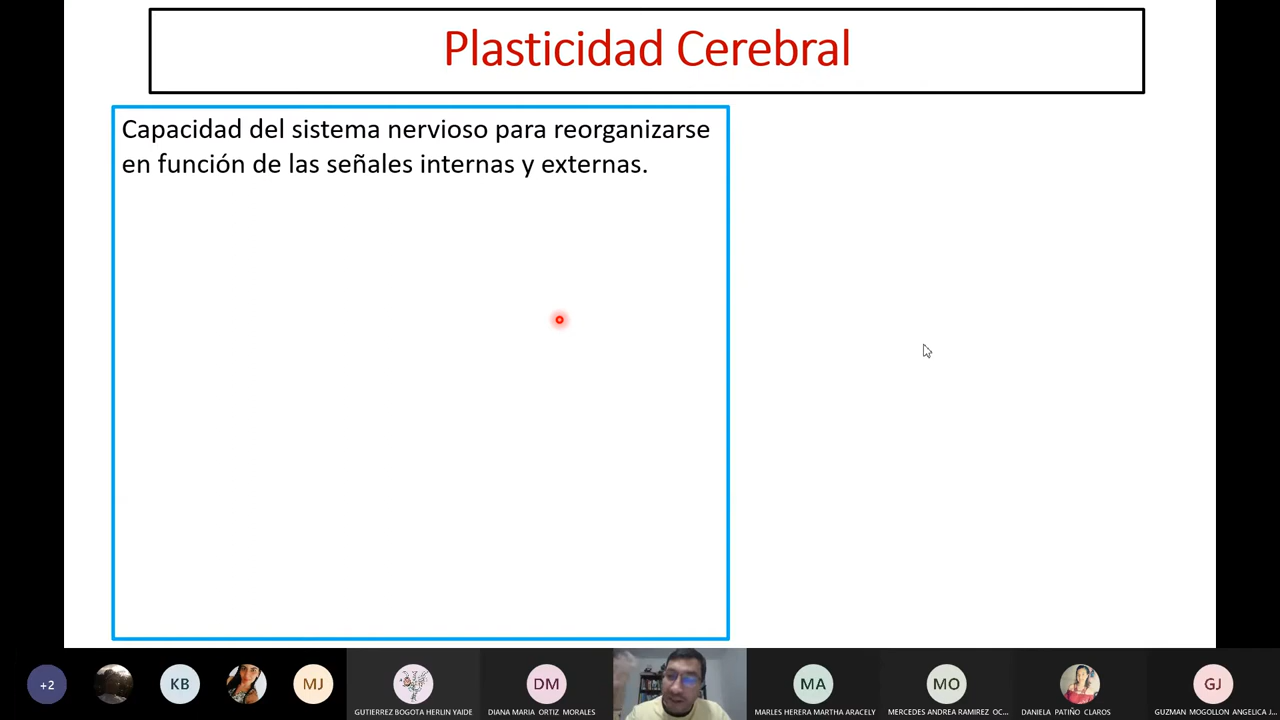 Plasticidad Cerebral
Capacidad del sistema nervioso para reorganizarse
en función de las señales internas y externas.
+2
KB
MJ
GUTIERREZ BOGOTA HERLIN YAIDE
DM
DIANA MARIA ORTIZ MORALES
MA
MARLES HERERA MARTHA ARACELY
MO
MERCEDES ANDREA RAMIREZ OC...
DANIELA PATIÑO CLAROS
GJ
GUZMAN MOGOLLON ANGELICA J...